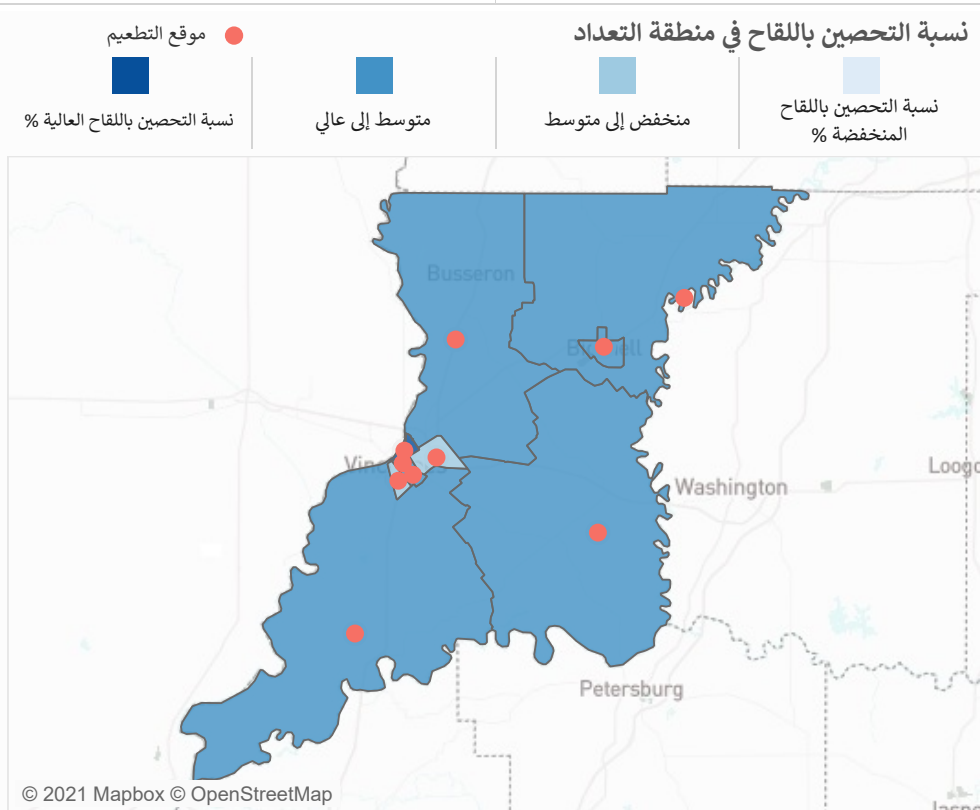 نسبة التحصين باللقاح في منطقة التعداد
موقع التطعيم
نسبة التحصين باللقاح
المنخفضة %
منخفض إلى متوسط
متوسط إلى عالي
نسبة التحصين باللقاح العالية %
Busseron
Washington
Petersburg
© 2021 Mapbox © OpenStreetMap